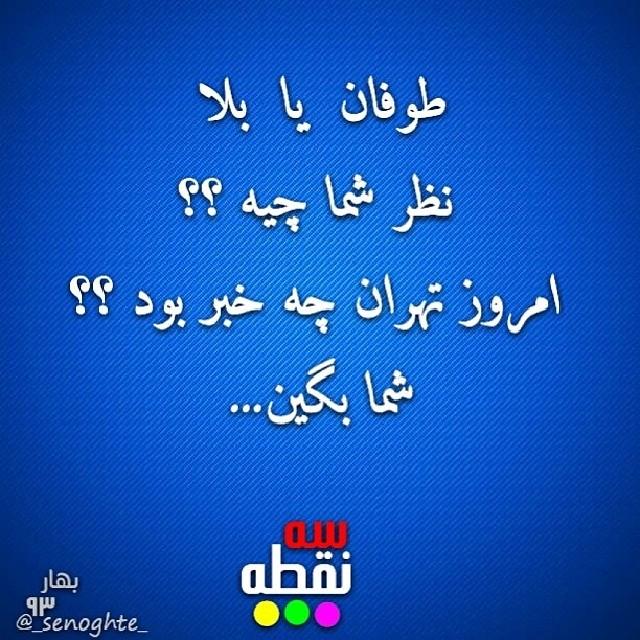 طوفان یا بلا
نظر شما چیه ؟؟
امروز تهران چه خبر بود ؟؟
شما بگین...
سه
نقطه
بهار
۹۳
@_senoghte_